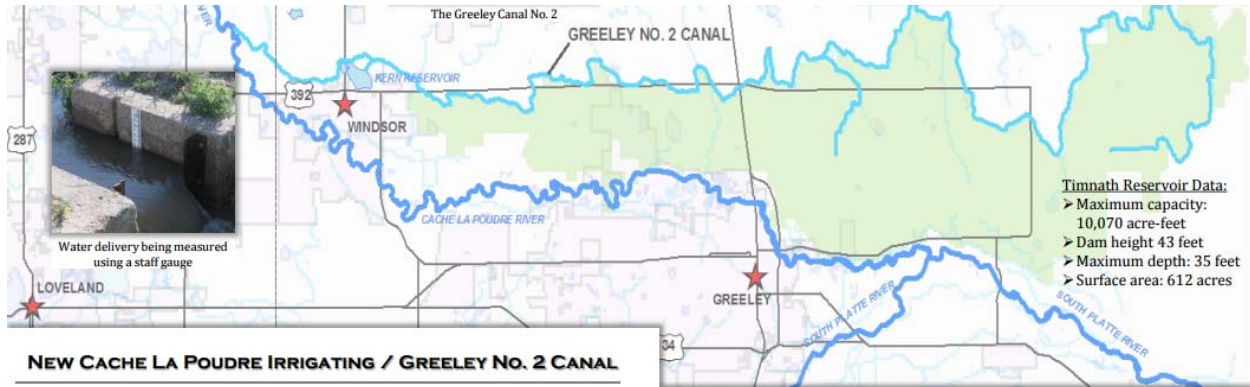 The Greeley Canal No. 2
RIVER
GREELEY NO. 2 CANAL
KERN RESERVOIR
392
WINDSOR
287
CACHE LA POUDRE RIVER
Water delivery being measured
using a staff gauge
Timnath Reservoir Data:
➤ Maximum capacity:
10,070 acre-feet
➤ Dam height 43 feet
➤ Maximum depth: 35 feet
➤ Surface area: 612 acres
LOVELAND
GREELEY
SOUTH PLATTE RIVER
SOUTH PLATTE RIVER
34
NEW CACHE LA POUDRE IRRIGATING / GREELEY NO. 2 CANAL